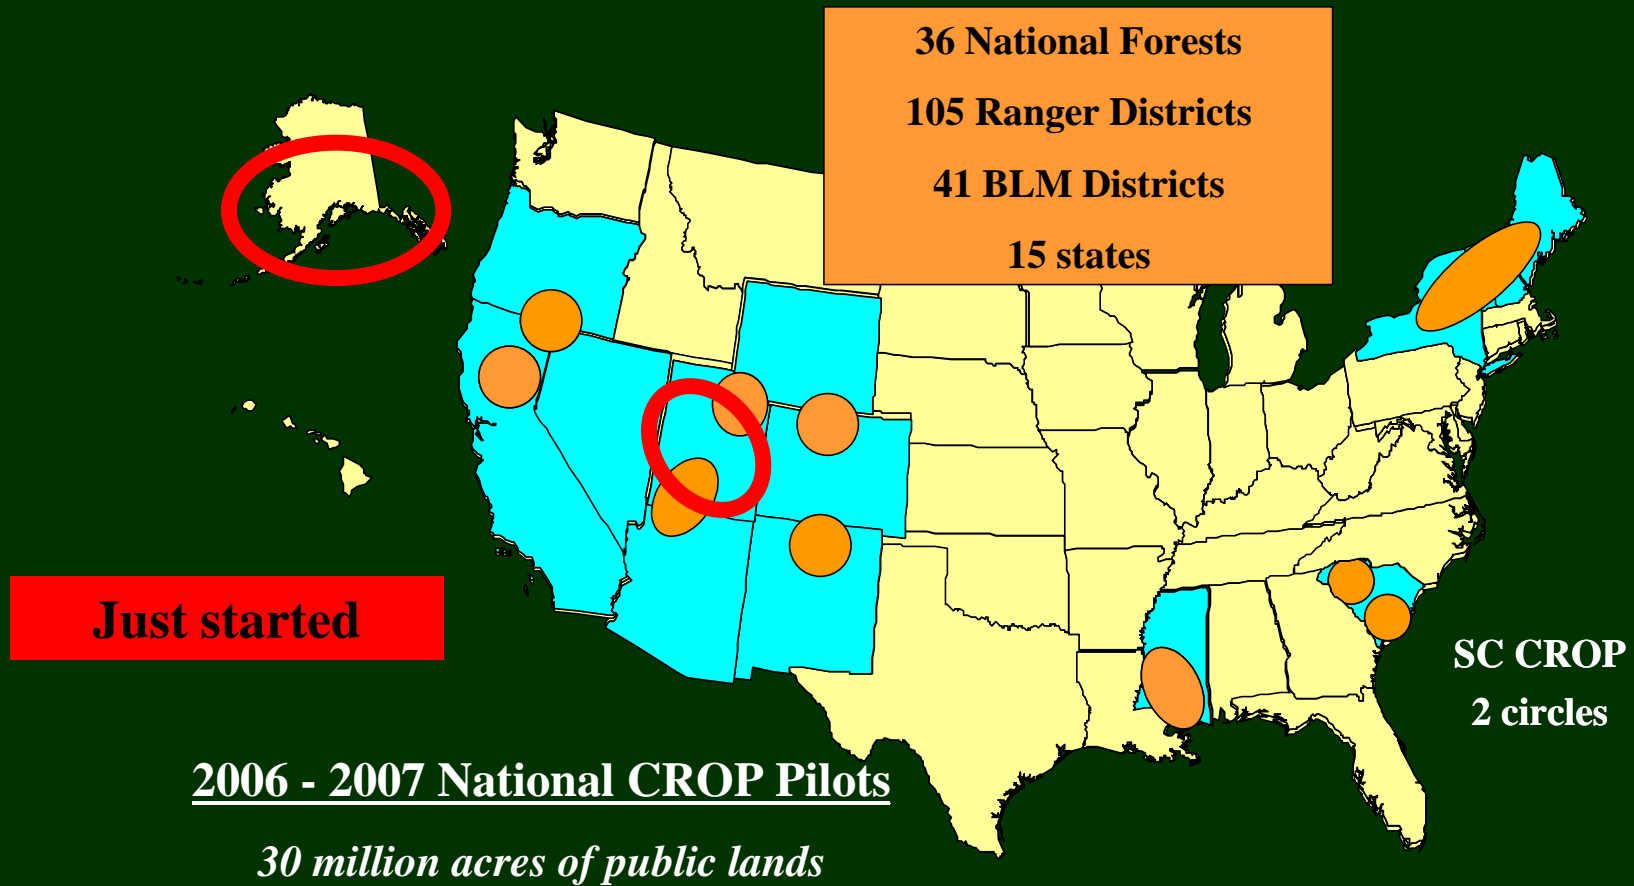 36 National Forests
105 Ranger Districts
41 BLM Districts
15 states
Just started
SC CROP
2 circles
2006 - 2007 National CROP Pilots
30 million acres of public lands